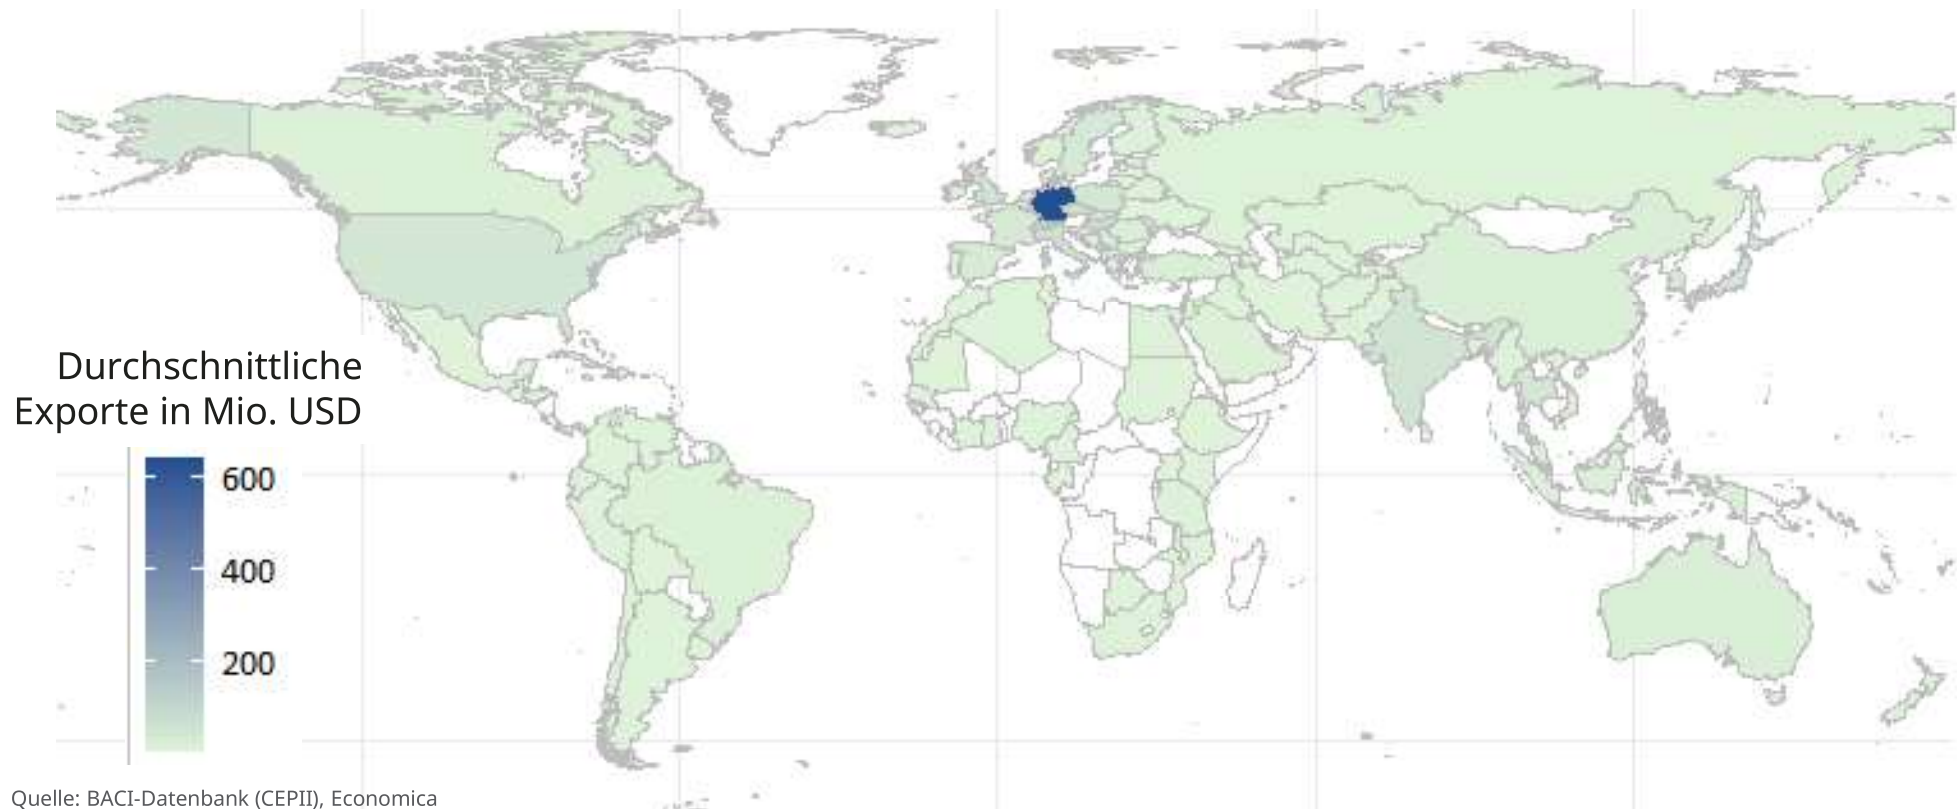 Durchschnittliche
Exporte in Mio. USD
600
400
200
Quelle: BACI-Datenbank (CEPII), Economica